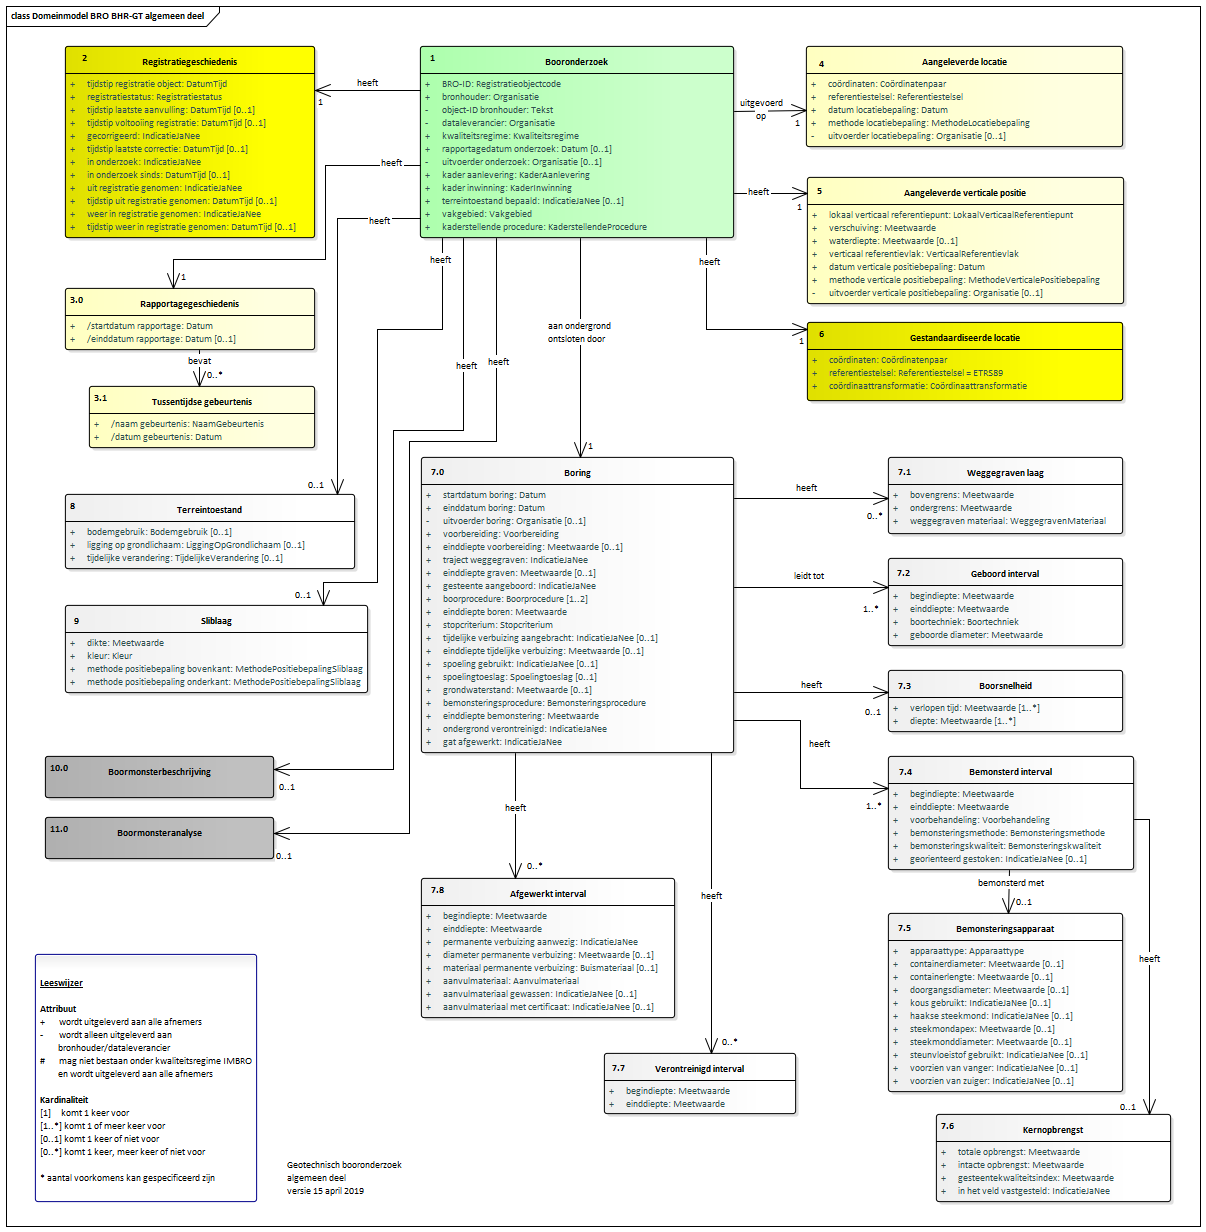 class Domeinmodel BRO BHR-GT algemeen deel
2
Registratiegeschiedenis
+ tijdstip registratie object: DatumTijd
+ registratiestatus: Registratiestatus
+ tijdstip laatste aanvulling: DatumTijd [0..1]
+ tijdstip voltooiing registratie: DatumTijd [0..1]
+ gecorrigeerd: IndicatieJaNee
+ tijdstip laatste correctie: DatumTijd [0..1]
+ in onderzoek: IndicatieJaNee
+ in onderzoek sinds: DatumTijd [0..1]
+ uit registratie genomen: IndicatieJaNee
+ tijdstip uit registratie genomen: DatumTijd [0..1]
+ weer in registratie genomen: IndicatieJaNee
+ tijdstip weer in registratie genomen: DatumTijd [0..1]
heeft
1
1
Booronderzoek
+ BRO-ID: Registratieobjectcode
+ bronhouder: Organisatie
- object-ID bronhouder: Tekst
- dataleverancier: Organisatie
+ kwaliteitsregime: Kwaliteitsregime
+ rapportagedatum onderzoek: Datum [0..1]
- uitvoerder onderzoek: Organisatie [0..1]
+ kader aanlevering: KaderAanlevering
+ kader inwinning: KaderInwinning
+ terreintoestand bepaald: IndicatieJaNee [0..1]
+ vakgebied: Vakgebied
+ kaderstellende procedure: KaderstellendeProcedure
uitgevoerd
op
1
4
Aangeleverde locatie
+ coördinaten: Coördinatenpaar
+ referentiestelsel: Referentiestelsel
+ datum locatiebepaling: Datum
+ methode locatiebepaling: MethodeLocatiebepaling
- uitvoerder locatiebepaling: Organisatie [0..1]
heeft
1
5
Aangeleverde verticale positie
+ lokaal verticaal referentiepunt: LokaalVerticaalReferentiepunt
+ verschuiving: Meetwaarde
+ waterdiepte: Meetwaarde [0..1]
+ verticaal referentievlak: VerticaalReferentievlak
+ datum verticale positiebepaling: Datum
+ methode verticale positiebepaling: MethodeVerticalePositiebepaling
- uitvoerder verticale positiebepaling: Organisatie [0..1]
heeft
1
6
Gestandaardiseerde locatie
+ coördinaten: Coördinatenpaar
+ referentiestelsel: Referentiestelsel = ETRS89
+ coördinaattransformatie: Coördinaattransformatie
heeft
1
3.0
Rapportagegeschiedenis
+ /startdatum rapportage: Datum
+ /einddatum rapportage: Datum [0..1]
bevat
0..*
3.1
Tussentijdse gebeurtenis
+ /naam gebeurtenis: NaamGebeurtenis
+ /datum gebeurtenis: Datum
heeft
0..1
8
Terreintoestand
+ bodemgebruik: Bodemgebruik [0..1]
+ ligging op grondlichaam: LiggingOpGrondlichaam [0..1]
+ tijdelijke verandering: TijdelijkeVerandering [0..1]
heeft
0..1
9
Sliblaag
+ dikte: Meetwaarde
+ kleur: Kleur
+ methode positiebepaling bovenkant: MethodePositiebepalingSliblaag
+ methode positiebepaling onderkant: MethodePositiebepalingSliblaag
heeft
0..1
10.0
Boormonsterbeschrijving
heeft
0..1
11.0
Boormonsteranalyse
aan ondergrond
ontsloten door
1
7.0
Boring
+ startdatum boring: Datum
+ einddatum boring: Datum
- uitvoerder boring: Organisatie [0..1]
+ voorbereiding: Voorbereiding
+ einddiepte voorbereiding: Meetwaarde [0..1]
+ traject weggegraven: IndicatieJaNee
+ einddiepte graven: Meetwaarde [0..1]
+ gesteente aangeboord: IndicatieJaNee
+ boorprocedure: Boorprocedure [1..2]
+ einddiepte boren: Meetwaarde
+ stopcriterium: Stopcriterium
+ tijdelijke verbuizing aangebracht: IndicatieJaNee [0..1]
+ einddiepte tijdelijke verbuizing: Meetwaarde [0..1]
+ spoeling gebruikt: IndicatieJaNee [0..1]
+ spoelingtoeslag: Spoelingtoeslag [0..1]
+ grondwaterstand: Meetwaarde [0..1]
+ bemonsteringsprocedure: Bemonsteringsprocedure
+ einddiepte bemonstering: Meetwaarde
+ ondergrond verontreinigd: IndicatieJaNee
+ gat afgewerkt: IndicatieJaNee
heeft
0..*
7.1
Weggegraven laag
+ bovengrens: Meetwaarde
+ ondergrens: Meetwaarde
+ weggegraven materiaal: WeggegravenMateriaal
leidt tot
1..*
7.2
Geboord interval
+ begindiepte: Meetwaarde
+ einddiepte: Meetwaarde
+ boortechniek: Boortechniek
+ geboorde diameter: Meetwaarde
heeft
0..1
7.3
Boorsnelheid
+ verlopen tijd: Meetwaarde [1..*]
+ diepte: Meetwaarde [1..*]
heeft
1..*
7.4
Bemonsterd interval
+ begindiepte: Meetwaarde
+ einddiepte: Meetwaarde
+ voorbehandeling: Voorbehandeling
+ bemonsteringsmethode: Bemonsteringsmethode
+ bemonsteringskwaliteit: Bemonsteringskwaliteit
+ georienteerd gestoken: IndicatieJaNee [0..1]
bemonsterd met
0..1
7.5
Bemonsteringsapparaat
+ apparaattype: Apparaattype
+ containerdiameter: Meetwaarde [0..1]
+ containerlengte: Meetwaarde [0..1]
+ doorgangsdiameter: Meetwaarde [0..1]
+ kous gebruikt: IndicatieJaNee [0..1]
+ haakse steekmond: IndicatieJaNee [0..1]
+ steekmondapex: Meetwaarde [0..1]
+ steekmonddiameter: Meetwaarde [0..1]
+ steunvloeistof gebruikt: IndicatieJaNee [0..1]
+ voorzien van vanger: IndicatieJaNee [0..1]
+ voorzien van zuiger: IndicatieJaNee [0..1]
heeft
0..1
7.6
Kernopbrengst
+ totale opbrengst: Meetwaarde
+ intacte opbrengst: Meetwaarde
+ gesteentekwaliteitsindex: Meetwaarde
+ in het veld vastgesteld: IndicatieJaNee
heeft
0..*
7.8
Afgewerkt interval
+ begindiepte: Meetwaarde
+ einddiepte: Meetwaarde
+ permanente verbuizing aanwezig: IndicatieJaNee
+ diameter permanente verbuizing: Meetwaarde [0..1]
+ materiaal permanente verbuizing: Buismateriaal [0..1]
+ aanvulmateriaal: Aanvulmateriaal
+ aanvulmateriaal gewassen: IndicatieJaNee [0..1]
+ aanvulmateriaal met certificaat: IndicatieJaNee [0..1]
heeft
0..*
7.7
Verontreinigd interval
+ begindiepte: Meetwaarde
+ einddiepte: Meetwaarde
Leeswijzer
Attribuut
+ wordt uitgeleverd aan alle afnemers
- wordt alleen uitgeleverd aan
bronhouder/dataleverancier
# mag niet bestaan onder kwaliteitsregime IMBRO
en wordt uitgeleverd aan alle afnemers
Kardinaliteit
[1] komt 1 keer voor
[1..*] komt 1 of meer keer voor
[0..1] komt 1 keer of niet voor
[0..*] komt 1 keer, meer keer of niet voor
* aantal voorkomens kan gespecificeerd zijn
Geotechnisch booronderzoek
algemeen deel
versie 15 april 2019